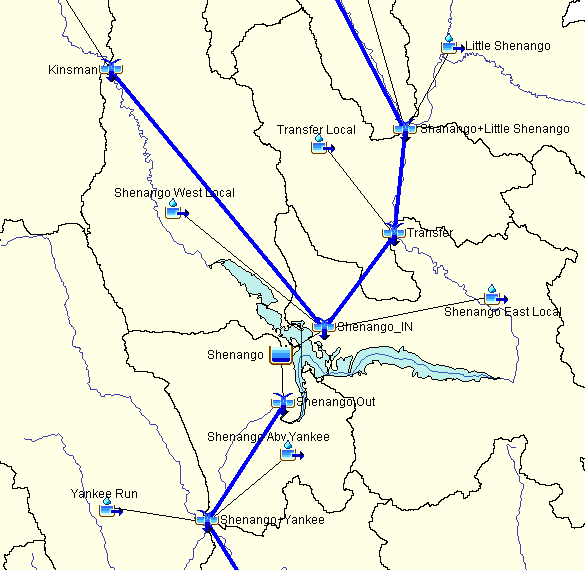 Little Shenango
Kinsman
Transfer Local
Shanango+Little Shenango
Shenango West Local
Transfer
Shenango East Local
Shenango_IN
Shenango
Shenango Out
Shenango Abv Yankee
Yankee Run
Shenango+Yankee